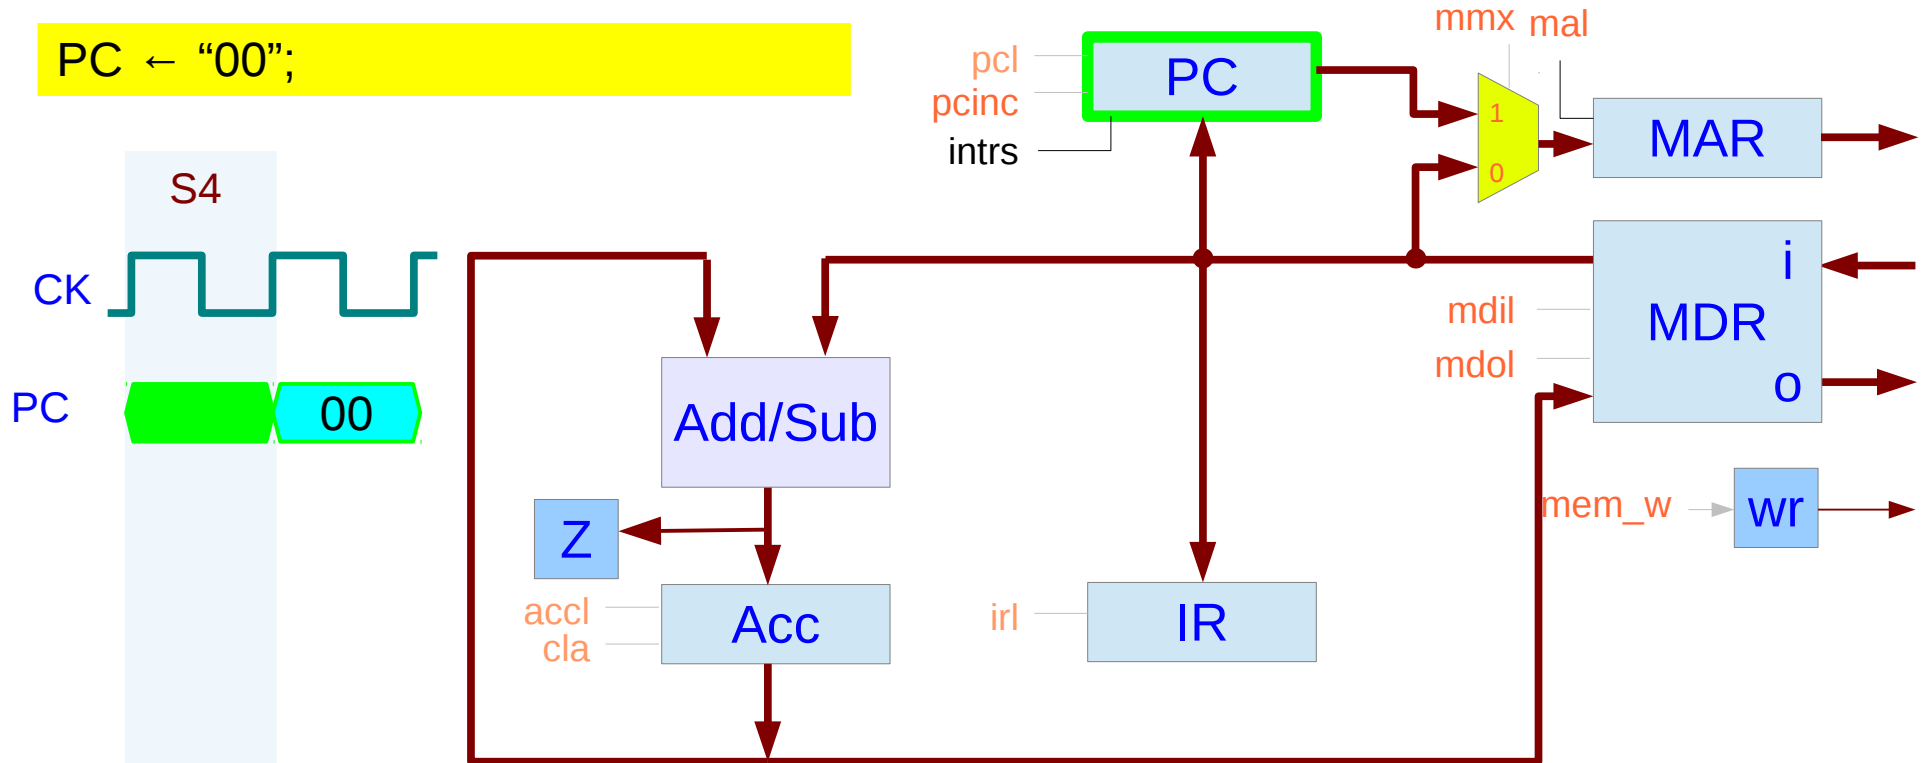 PC ← “00”;
mmx mal
pcl
PC
pcinc
1
intrs
MAR
0
S4
i
CK
mdil
MDR
mdol
PC
00
o
Add/Sub
Z
mem_w
wr
accl
Acc
irl
IR
cla